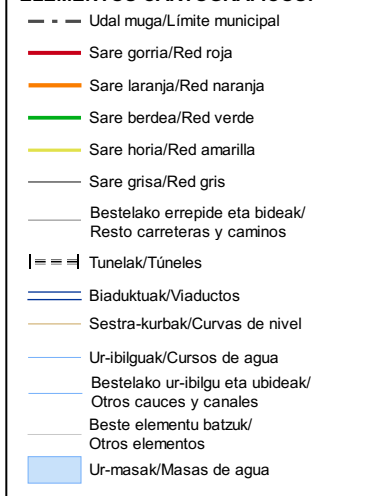 Udal muga/Límite municipal
Sare gorria/Red roja
Sare laranja/Red naranja
Sare berdea/Red verde
Sare horia/Red amarilla
Sare grisa/Red gris
Bestelako errepide eta bideak/
Resto carreteras y caminos
Tunelak/Túneles
Biaduktuak/Viaductos
Sestra-kurbak/Curvas de nivel
Ur-ibilguak/Cursos de agua
Bestelako ur-ibilgu eta ubideak/
Otros cauces y canales
Beste elementu batzuk/
Otros elementos
Ur-masak/Masas de agua